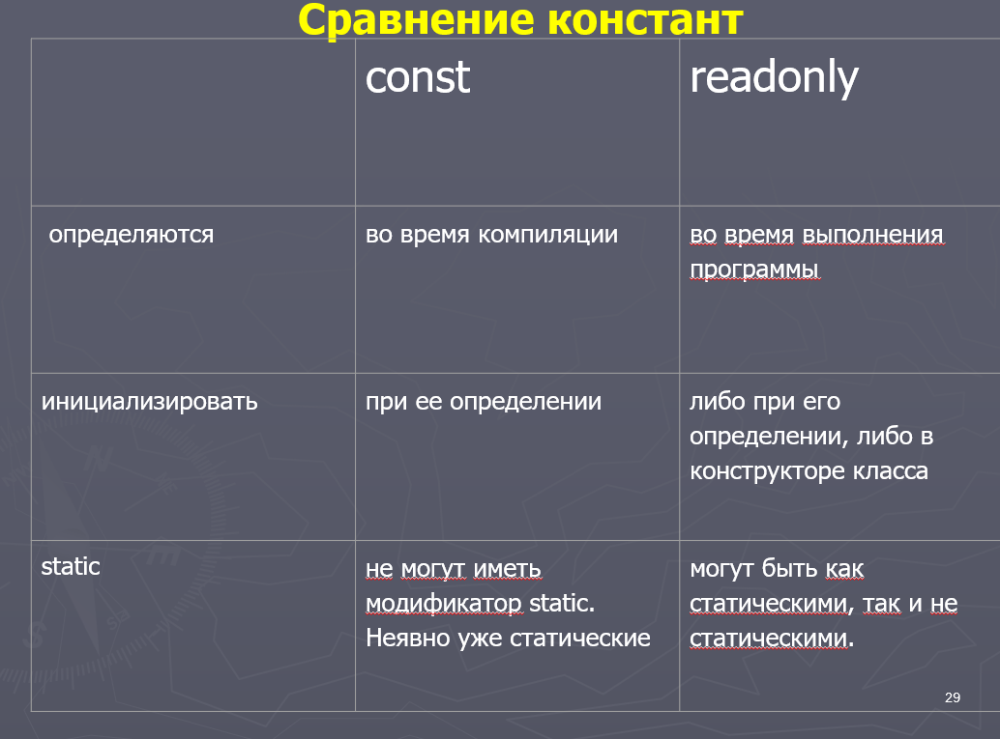 Сравнение констант
const
readonly
определяются
во время компиляции
во время выполнения
программы
инициализировать
при ее определении
либо при его
определении, либо в
конструкторе класса
static
не могут иметь
модификатор static.
Неявно уже статические
могут быть как
статическими, так и не
статическими.
29